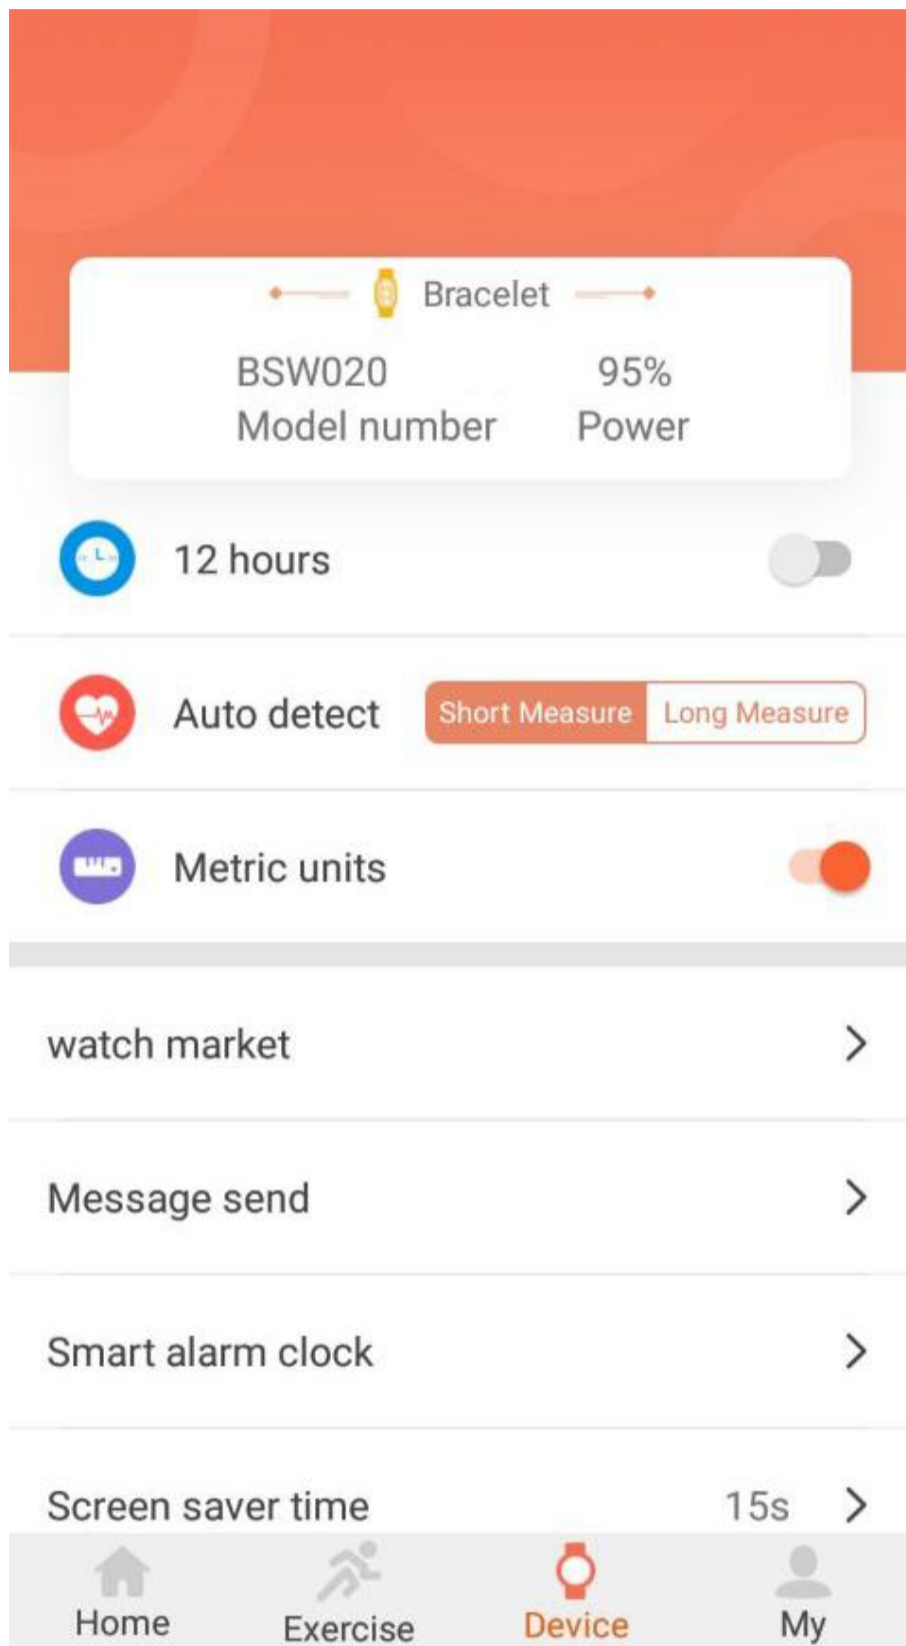 Bracelet
BSW020 95%
Model number Power
12 hours
Auto detect Short Measure Long Measure
Metric units
watch market
Message send
Smart alarm clock
Screen saver time 15s
Home Exercise Device My